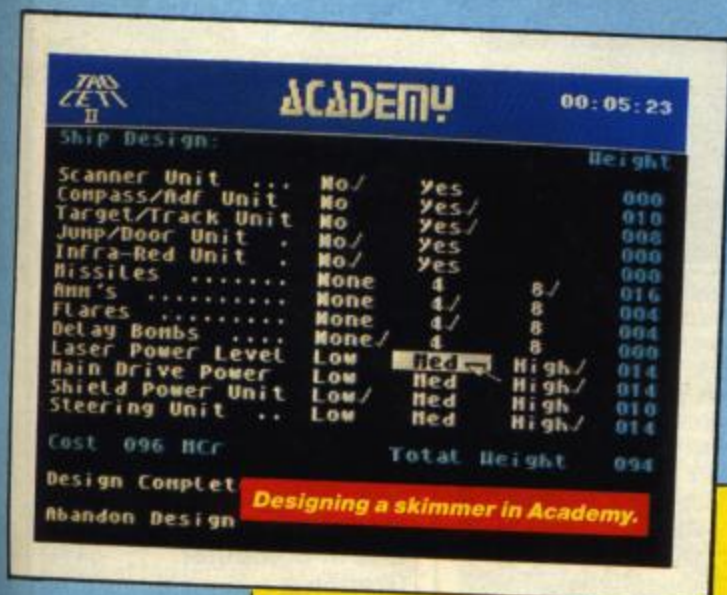 TAU CETI II
ACADEMY
00:05:23
Ship Design:
Weight
Scanner Unit ... No/ Yes 000
Compass/Adf Unit No Yes/ 010
Target/Track Unit No Yes/ 008
Jump/Door Unit . No/ Yes 000
Infra-Red Unit . No/ Yes 000
Missiles ....... None 4 8/ 016
AMM's .......... None 4/ 8 004
Flares ......... None 4/ 8 004
Delay Bombs .... None/ 4 8 000
Laser Power Level Low Med High/ 014
Main Drive Power Low Med High/ 014
Shield Power Unit Low/ Med High 010
Steering Unit .. Low Med High/ 014
Cost 096 MCr Total Weight 094
Design Complet
Designing a skimmer in Academy.
Abandon Design